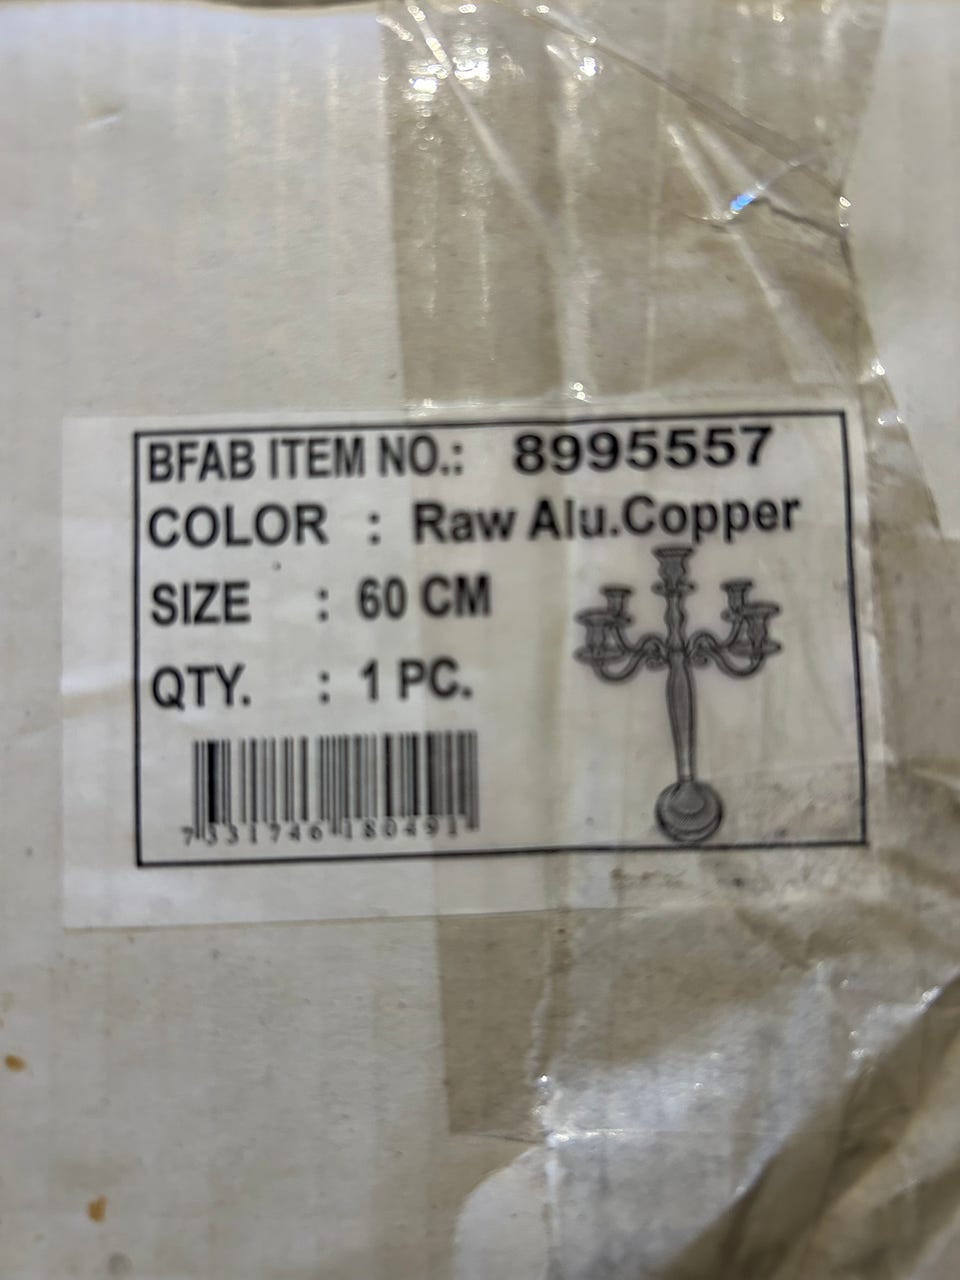 BFAB ITEM NO.: 8995557
COLOR : Raw Alu.Copper
SIZE : 60 CM
QTY. : 1 PC.
7331746180491